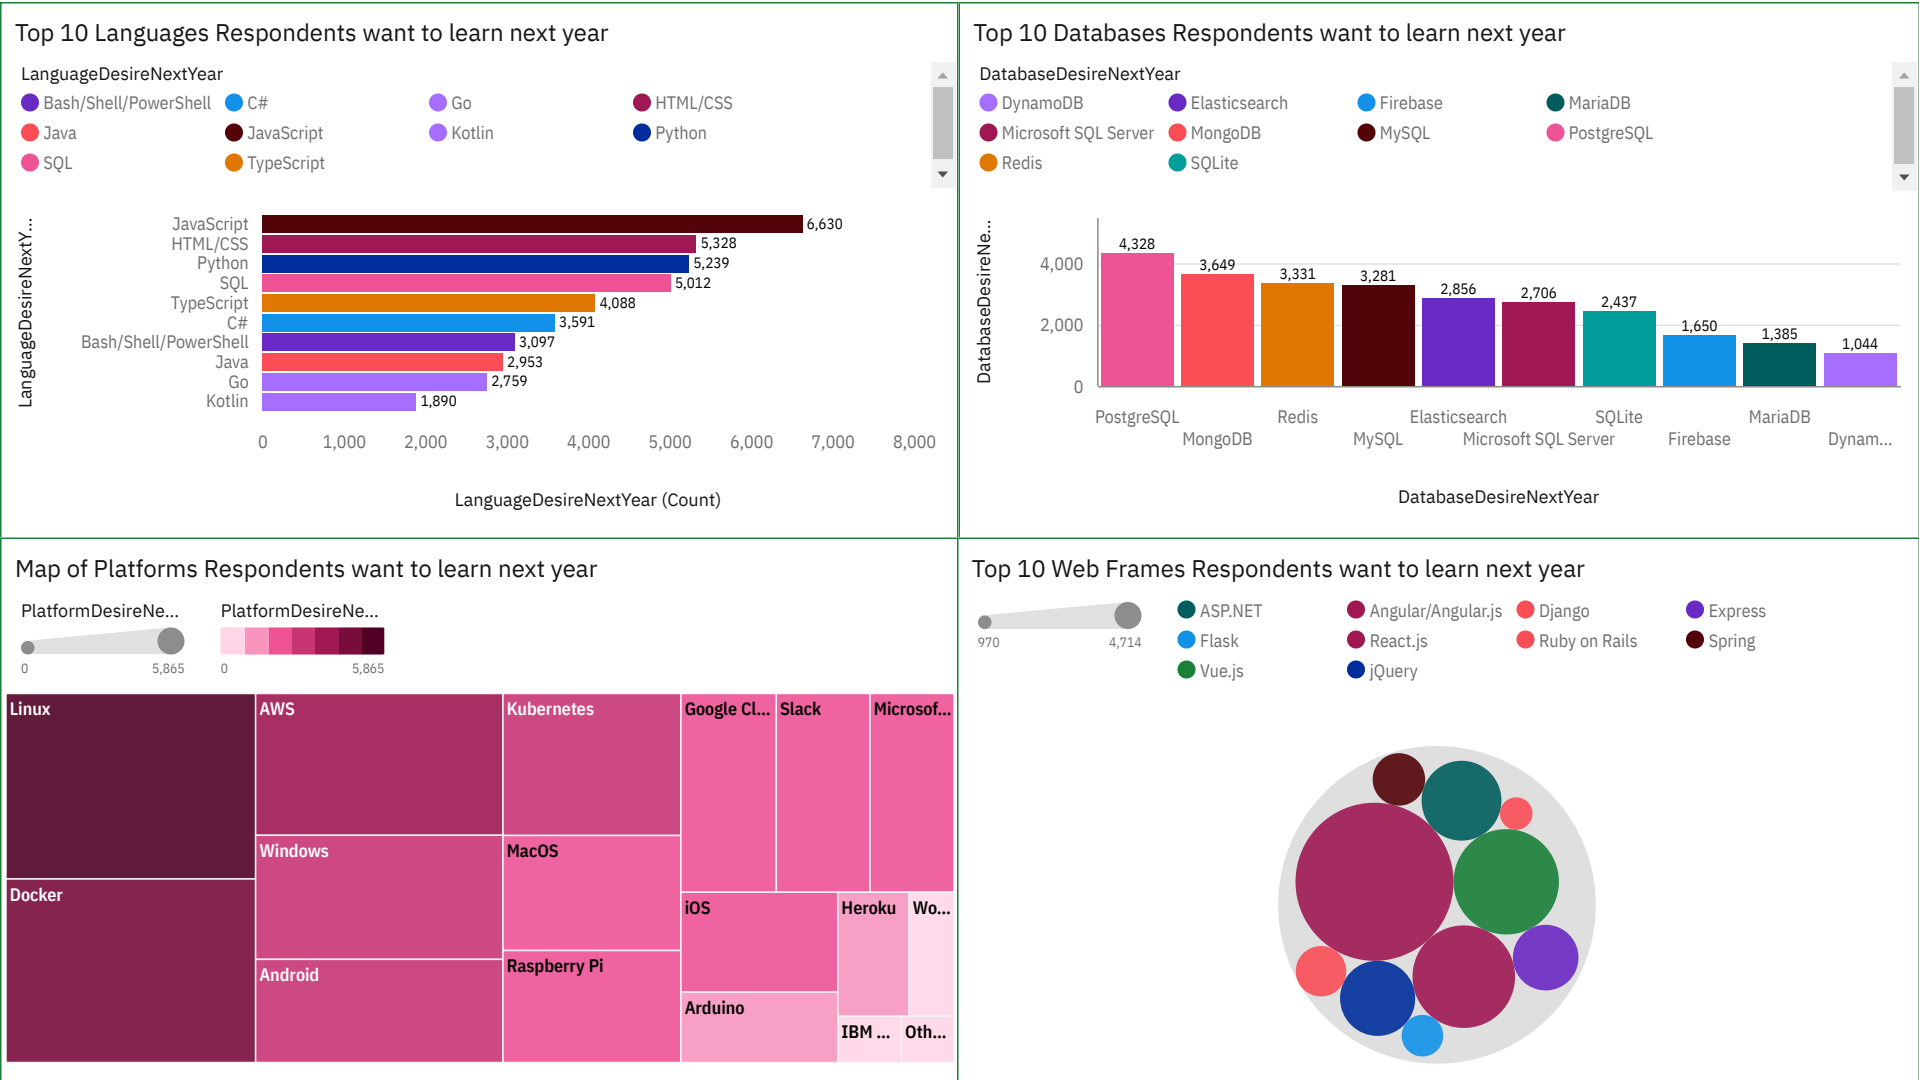 Top 10 Languages Respondents want to learn next year
LanguageDesireNextYear
Bash/Shell/PowerShell C# Go HTML/CSS
Java JavaScript Kotlin Python
SQL TypeScript
LanguageDesireNextY...
JavaScript 6,630
HTML/CSS 5,328
Python 5,239
SQL 5,012
TypeScript 4,088
C# 3,591
Bash/Shell/PowerShell 3,097
Java 2,953
Go 2,759
Kotlin 1,890
0 1,000 2,000 3,000 4,000 5,000 6,000 7,000 8,000
LanguageDesireNextYear (Count)
Top 10 Databases Respondents want to learn next year
DatabaseDesireNextYear
DynamoDB Elasticsearch Firebase MariaDB
Microsoft SQL Server MongoDB MySQL PostgreSQL
Redis SQLite
DatabaseDesireNe...
4,000
2,000
0
4,328 3,649 3,331 3,281 2,856 2,706 2,437 1,650 1,385 1,044
PostgreSQL Redis Elasticsearch SQLite MariaDB
MongoDB MySQL Microsoft SQL Server Firebase Dynam...
DatabaseDesireNextYear
Map of Platforms Respondents want to learn next year
PlatformDesireNe... PlatformDesireNe...
0 5,865 0 5,865
Linux AWS Kubernetes Google Cl... Slack Microsof...
Windows MacOS
Docker iOS Heroku Wo...
Android Raspberry Pi
Arduino IBM ... Oth...
Top 10 Web Frames Respondents want to learn next year
970 4,714
ASP.NET Angular/Angular.js Django Express
Flask React.js Ruby on Rails Spring
Vue.js jQuery